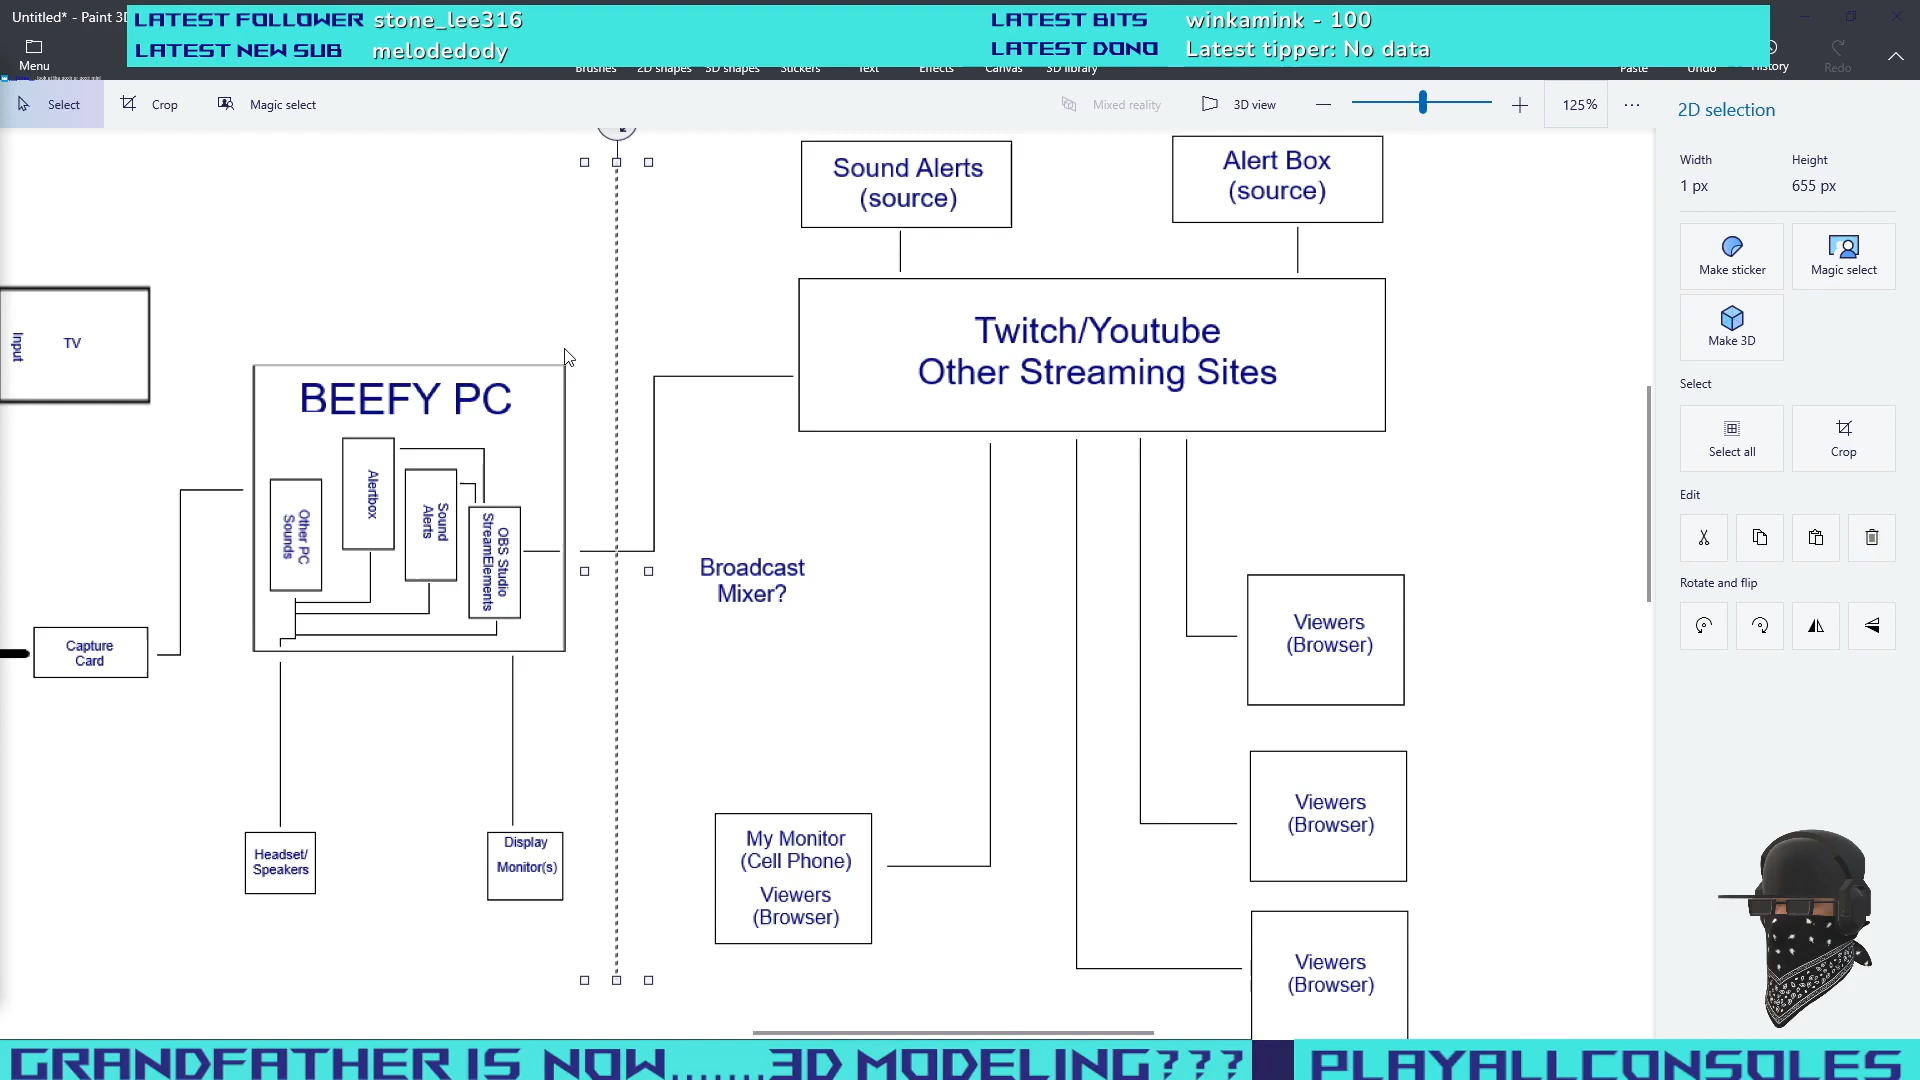 Untitled* - Paint 3D
LATEST FOLLOWER stone_lee316
LATEST BITS winkamink - 100
LATEST NEW SUB melodedody
LATEST DONO Latest tipper: No data
Menu
Brushes 2D shapes 3D shapes Stickers Text Effects Canvas 3D library Paste Undo History Redo
Select Crop Magic select Mixed reality 3D view 125%
2D selection
Width Height
1 px 655 px
Make sticker Magic select
Make 3D
Select
Select all Crop
Edit
Rotate and flip
Sound Alerts
(source)
Alert Box
(source)
Twitch/Youtube
Other Streaming Sites
Input
TV
BEEFY PC
Other PC
Sounds
Alertbox
Sound
Alerts
OBS Studio
StreamElements
Broadcast
Mixer?
Capture
Card
Headset/
Speakers
Display
Monitor(s)
My Monitor
(Cell Phone)
Viewers
(Browser)
Viewers
(Browser)
Viewers
(Browser)
Viewers
(Browser)
GRANDFATHER IS NOW.......3D MODELING??? PLAYALLCONSOLES